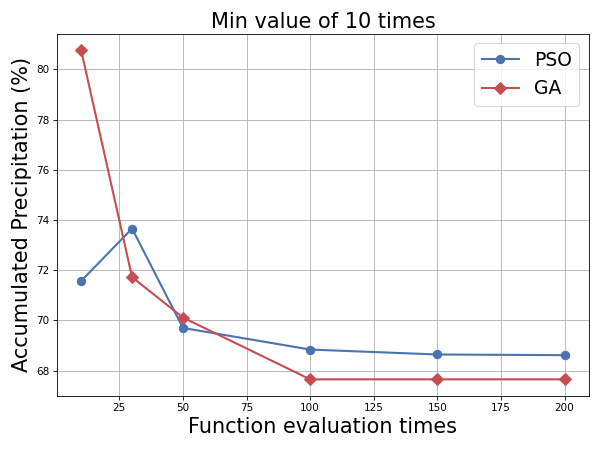 Min value of 10 times
Accumulated Precipitation (%)
80
78
76
74
72
70
68
PSO
GA
25 50 75 100 125 150 175 200
Function evaluation times